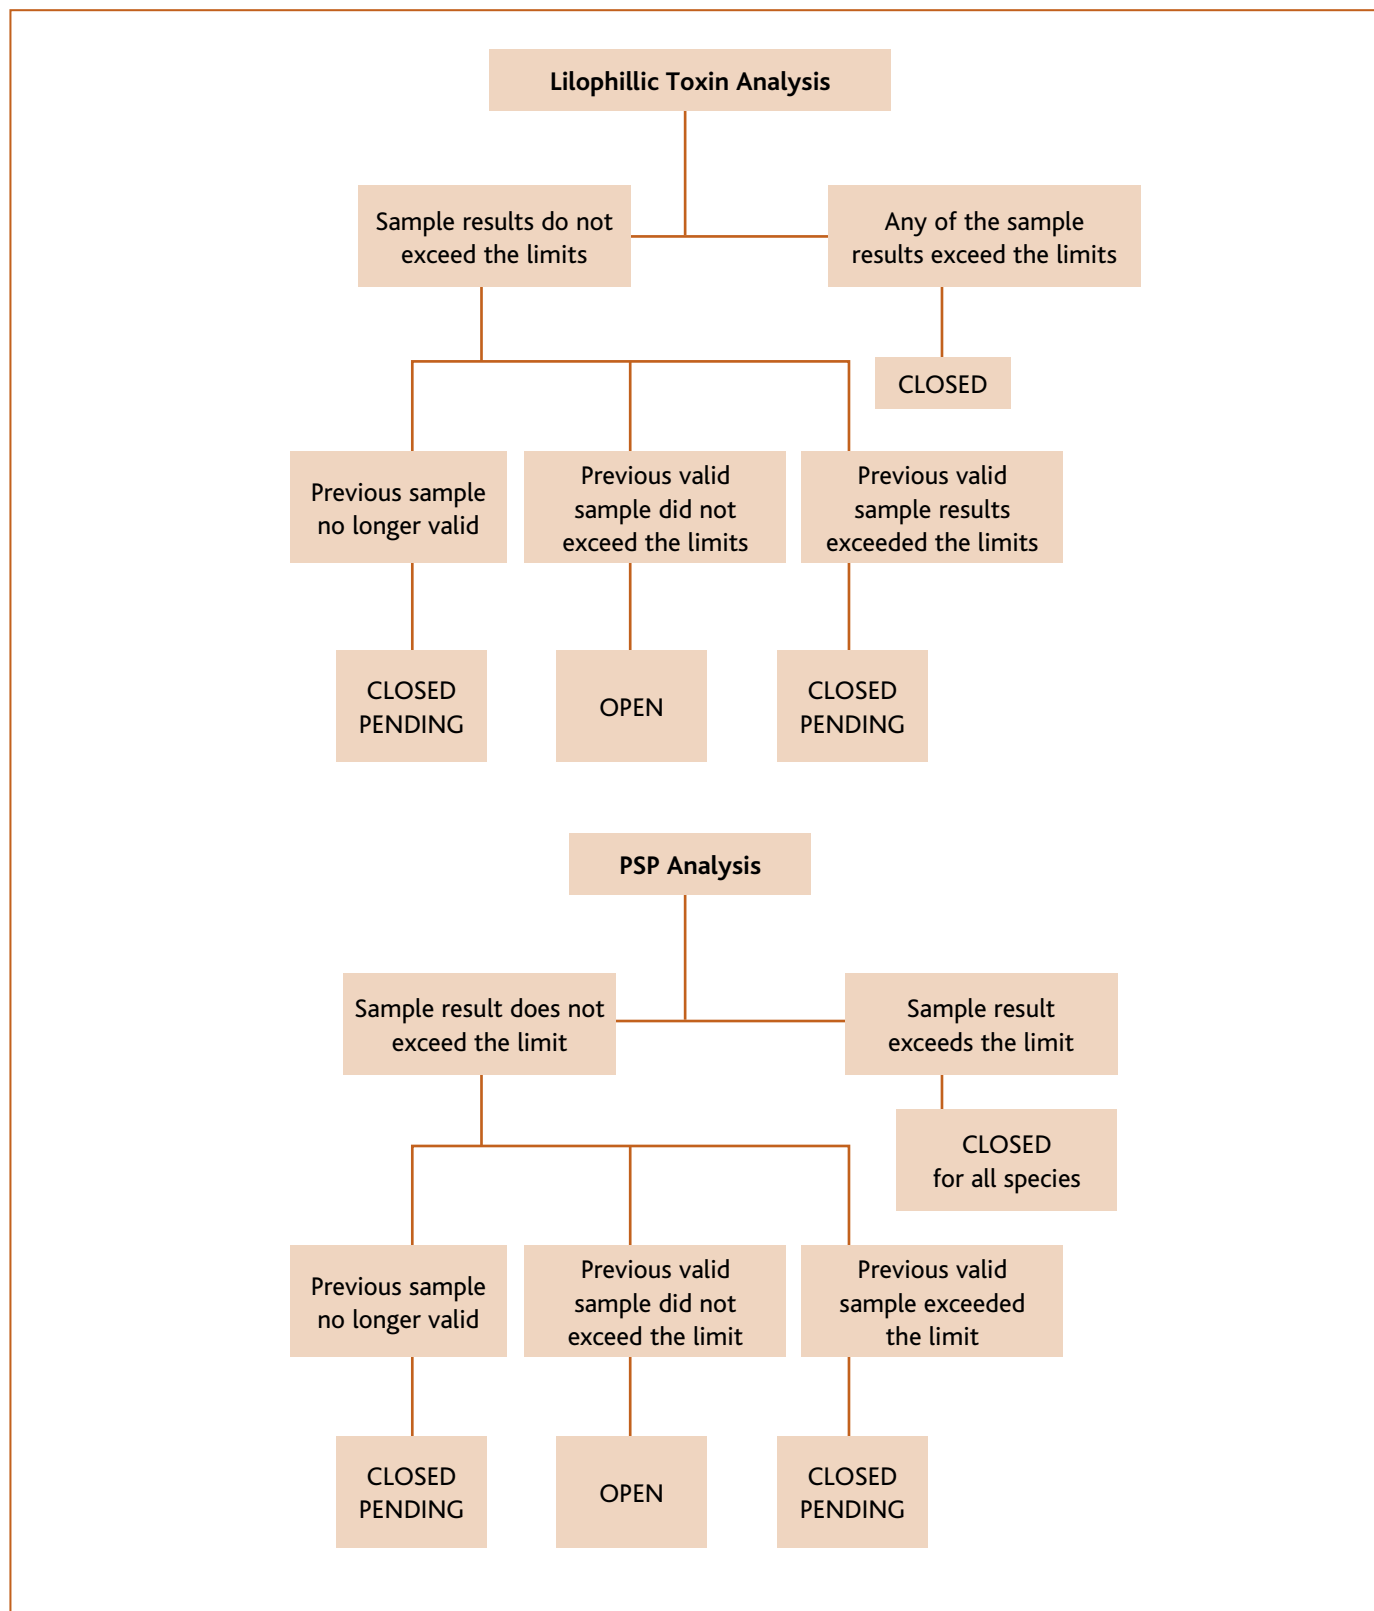 Lilophillic Toxin Analysis
Sample results do not
exceed the limits
Any of the sample
results exceed the limits
CLOSED
Previous sample
no longer valid
Previous valid
sample did not
exceed the limits
Previous valid
sample results
exceeded the limits
CLOSED
PENDING
OPEN
CLOSED
PENDING
PSP Analysis
Sample result does not
exceed the limit
Sample result
exceeds the limit
CLOSED
for all species
Previous sample
no longer valid
Previous valid
sample did not
exceed the limit
Previous valid
sample exceeded
the limit
CLOSED
PENDING
OPEN
CLOSED
PENDING